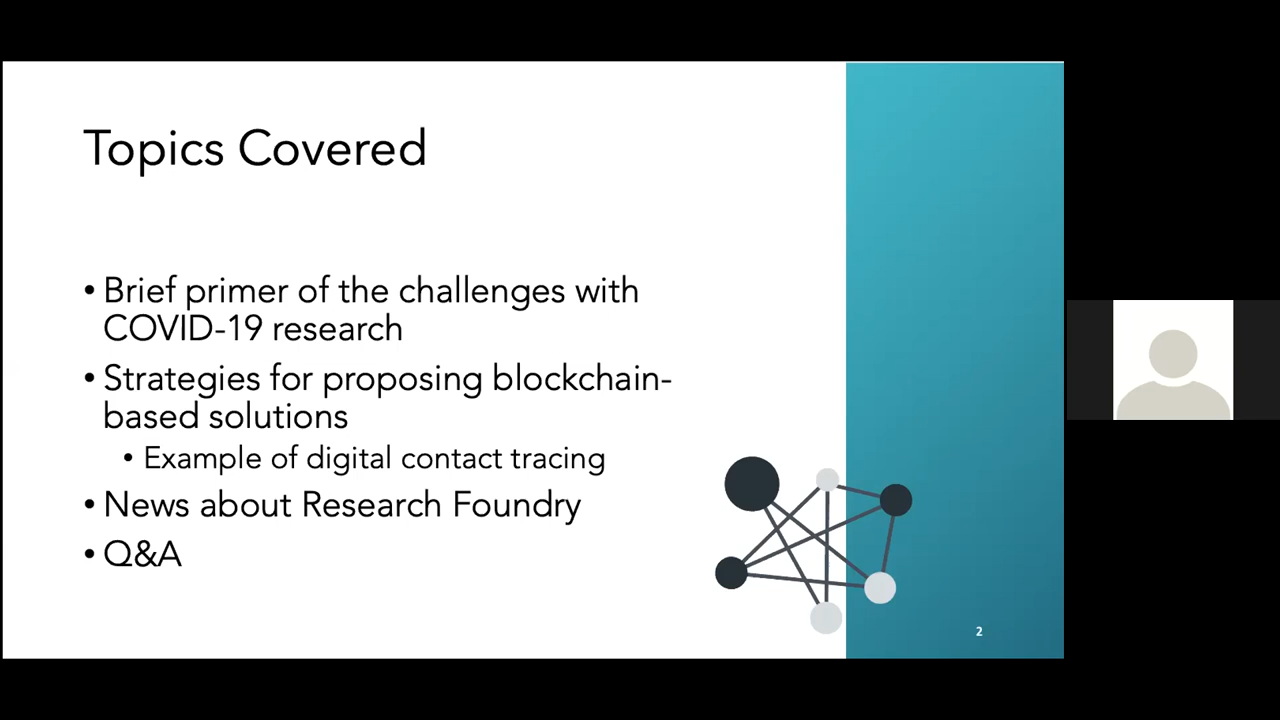 Topics Covered
• Brief primer of the challenges with
COVID-19 research
• Strategies for proposing blockchain-
based solutions
• Example of digital contact tracing
• News about Research Foundry
• Q&A
2